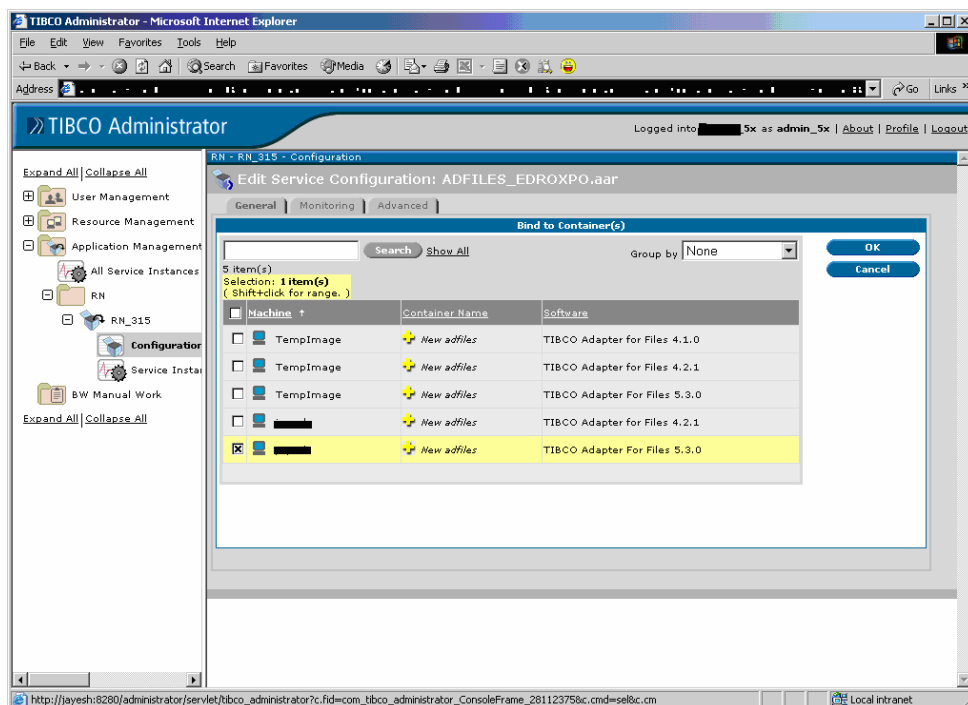 TIBCO Administrator - Microsoft Internet Explorer
File Edit View Favorites Tools Help
Back Search Favorites Media
Address Go Links »
TIBCO Administrator
Logged into 5x as admin_5x | About | Profile | Logout
RN - RN_315 - Configuration
Expand All | Collapse All
User Management
Resource Management
Application Management
All Service Instances
RN
RN_315
Configuration
Service Insta
BW Manual Work
Expand All | Collapse All
Edit Service Configuration: ADFILES_EDROXPO.aar
General Monitoring Advanced
Bind to Container(s)
Search Show All Group by None
OK
Cancel
5 item(s)
Selection: 1 item(s)
( Shift+click for range. )
Machine Container Name Software
TempImage New adfiles TIBCO Adapter for Files 4.1.0
TempImage New adfiles TIBCO Adapter for Files 4.2.1
TempImage New adfiles TIBCO Adapter For Files 5.3.0
New adfiles TIBCO Adapter for Files 4.2.1
New adfiles TIBCO Adapter For Files 5.3.0
http://jayesh:8280/administrator/servlet/tibco_administrator?c.fid=com_tibco_administrator_ConsoleFrame_28112375&c.cmd=sel&c.cm
Local intranet